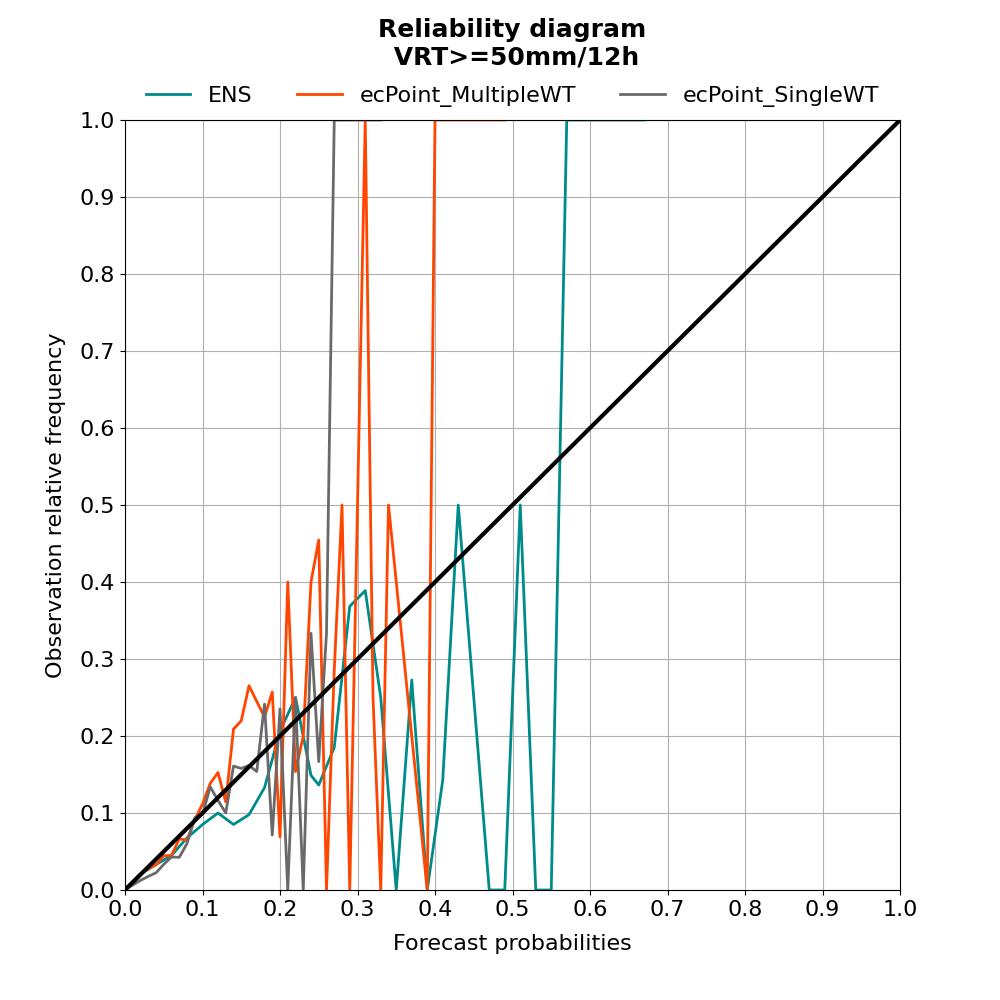 Reliability diagram
VRT>=50mm/12h
ENS ecPoint_MultipleWT ecPoint_SingleWT
1.0
0.9
0.8
0.7
0.6
0.5
0.4
0.3
0.2
0.1
0.0
Observation relative frequency
0.0 0.1 0.2 0.3 0.4 0.5 0.6 0.7 0.8 0.9 1.0
Forecast probabilities